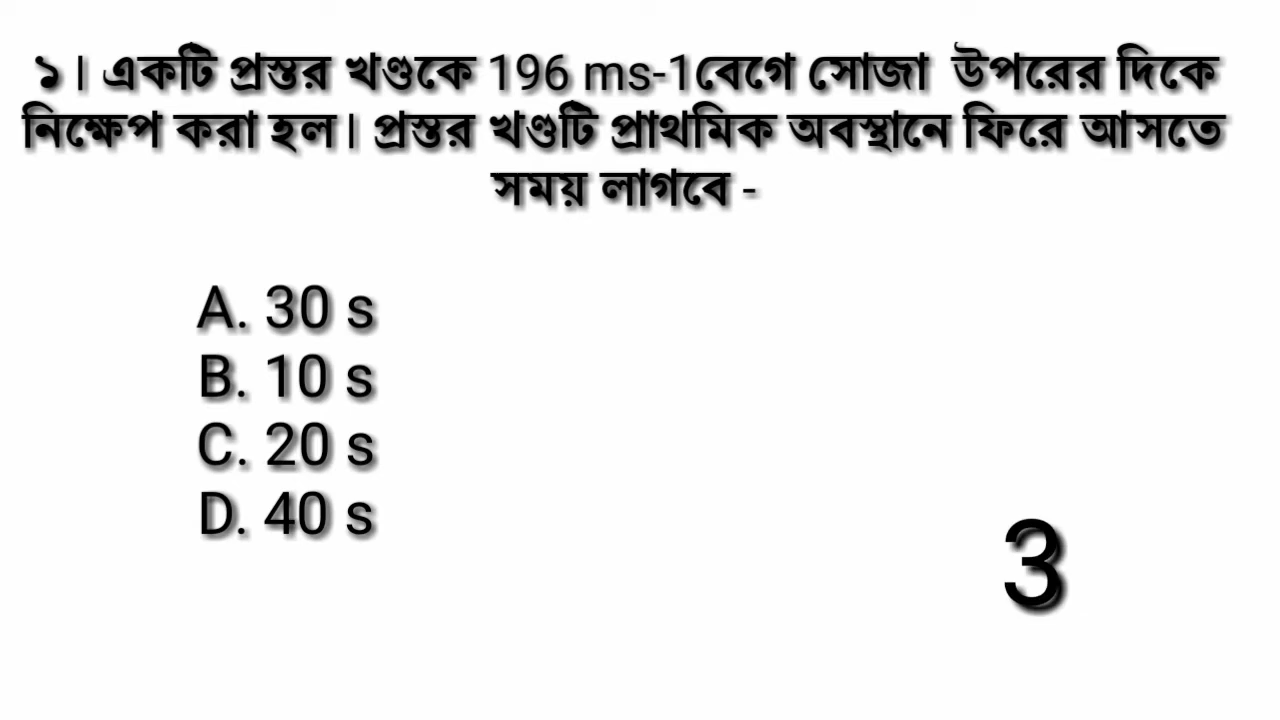 ১। একটি প্রস্তর খণ্ডকে 196 ms-1বেগে সোজা উপরের দিকে
নিক্ষেপ করা হল। প্রস্তর খণ্ডটি প্রাথমিক অবস্থানে ফিরে আসতে
সময় লাগবে -
A. 30 s
B. 10 s
C. 20 s
D. 40 s
3